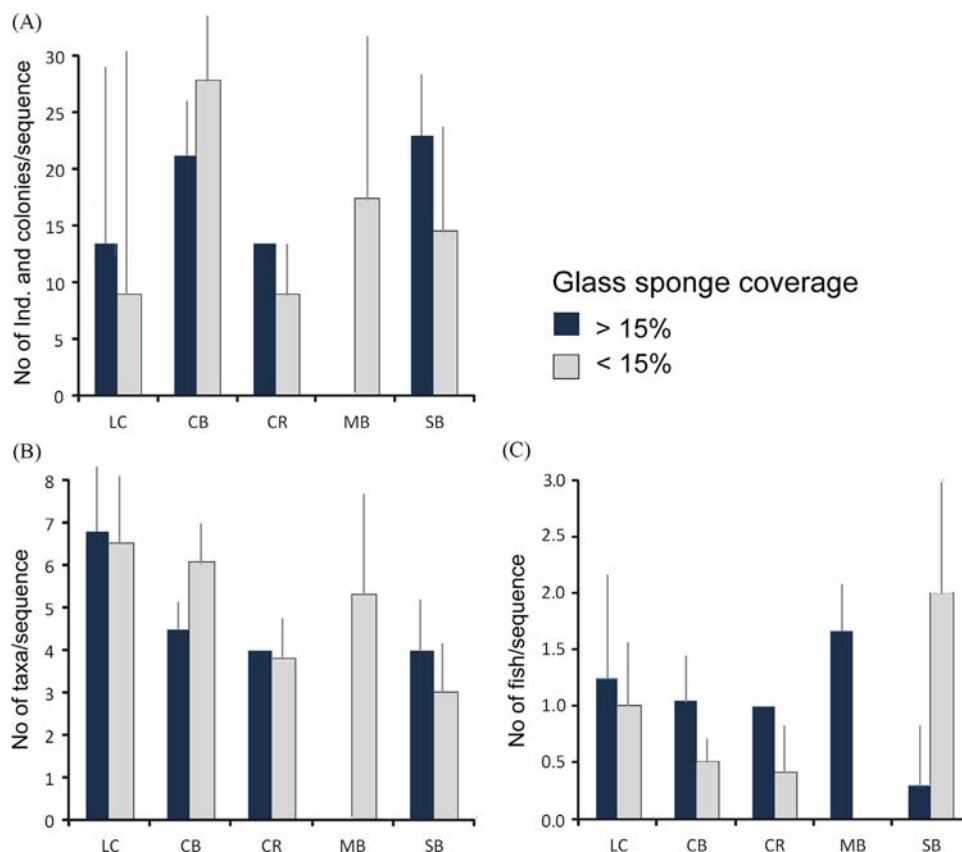 (A)
No of Ind. and colonies/sequence
30
25
20
15
10
5
0
LC CB CR MB SB
Glass sponge coverage
> 15%
< 15%
(B)
No of taxa/sequence
8
7
6
5
4
3
2
1
0
LC CB CR MB SB
(C)
No of fish/sequence
3.0
2.5
2.0
1.5
1.0
0.5
0.0
LC CB CR MB SB